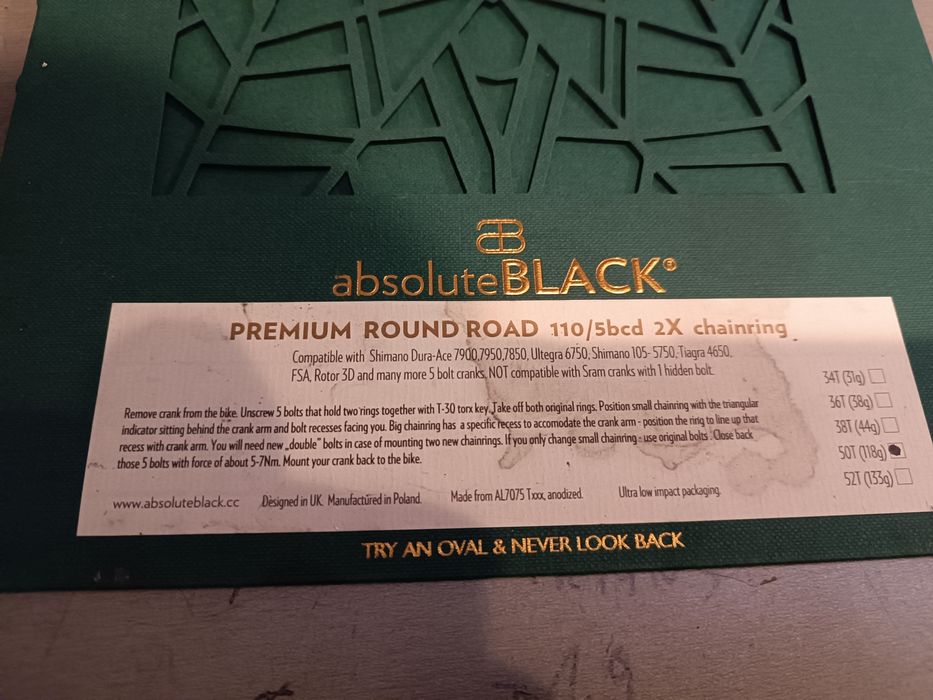 absoluteBLACK®
PREMIUM ROUND ROAD 110/5bcd 2X chainring
Compatible with Shimano Dura-Ace 7900,7950,7850, Ultegra 6750, Shimano 105- 5750, Tiagra 4650,
FSA, Rotor 3D and many more 5 bolt cranks, NOT compatible with Sram cranks with 1 hidden bolt.
34T (31g)
36T (38g)
38T (44g)
50T (118g)
52T (133g)
Remove crank from the bike. Unscrew 5 bolts that hold two rings together with T-30 torx key. Take off both original rings. Position small chainring with the triangular
indicator sitting behind the crank arm and bolt recesses facing you. Big chainring has a specific recess to accomodate the crank arm - position the ring to line up that
recess with crank arm. You will need new „double" bolts in case of mounting two new chainrings. If you only change small chainring - use original bolts . Close back
those 5 bolts with force of about 5-7Nm. Mount your crank back to the bike.
www.absoluteblack.cc Designed in UK. Manufactured in Poland. Made from AL7075 Txxx, anodized. Ultra low impact packaging.
TRY AN OVAL & NEVER LOOK BACK